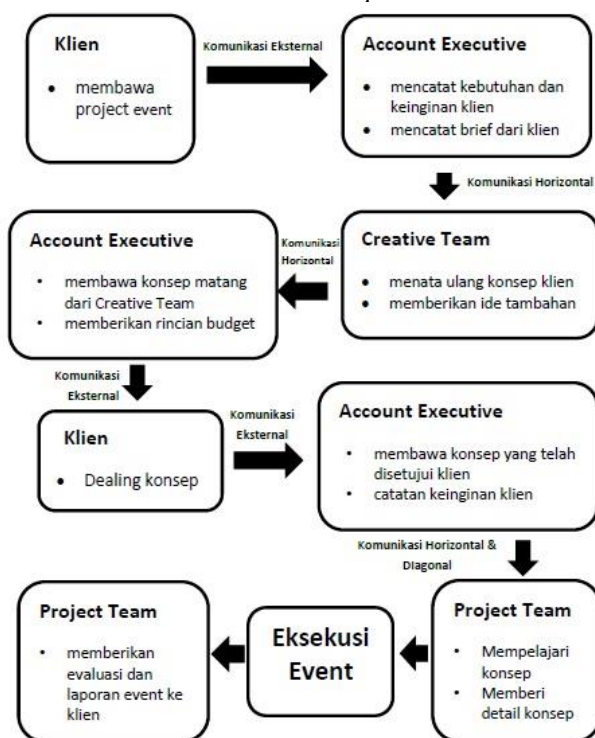 Klien
• membawa
project event
Komunikasi Eksternal
Account Executive
• mencatat kebutuhan dan
keinginan klien
• mencatat brief dari klien
Komunikasi Horizontal
Creative Team
• menata ulang konsep klien
• memberikan ide tambahan
Komunikasi
Horizontal
Account Executive
• membawa konsep matang
dari Creative Team
• memberikan rincian budget
Komunikasi
Eksternal
Klien
• Dealing konsep
Komunikasi
Eksternal
Account Executive
• membawa konsep yang telah
disetujui klien
• catatan keinginan klien
Komunikasi Horizontal &
DIagonal
Project Team
• Mempelajari
konsep
• Memberi
detail konsep
Eksekusi
Event
Project Team
• memberikan
evaluasi dan
laporan event ke
klien